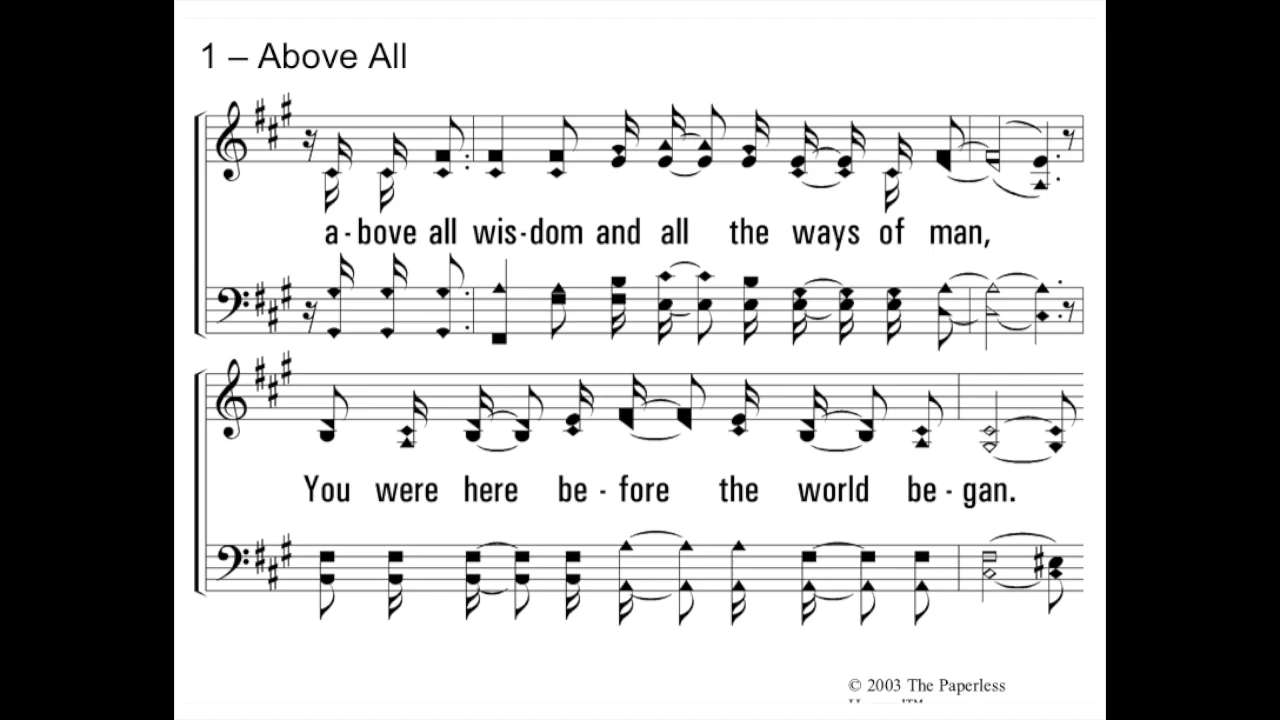 1 – Above All
a - bove all wis - dom and all the ways of man,
You were here be - fore the world be - gan.
© 2003 The Paperless